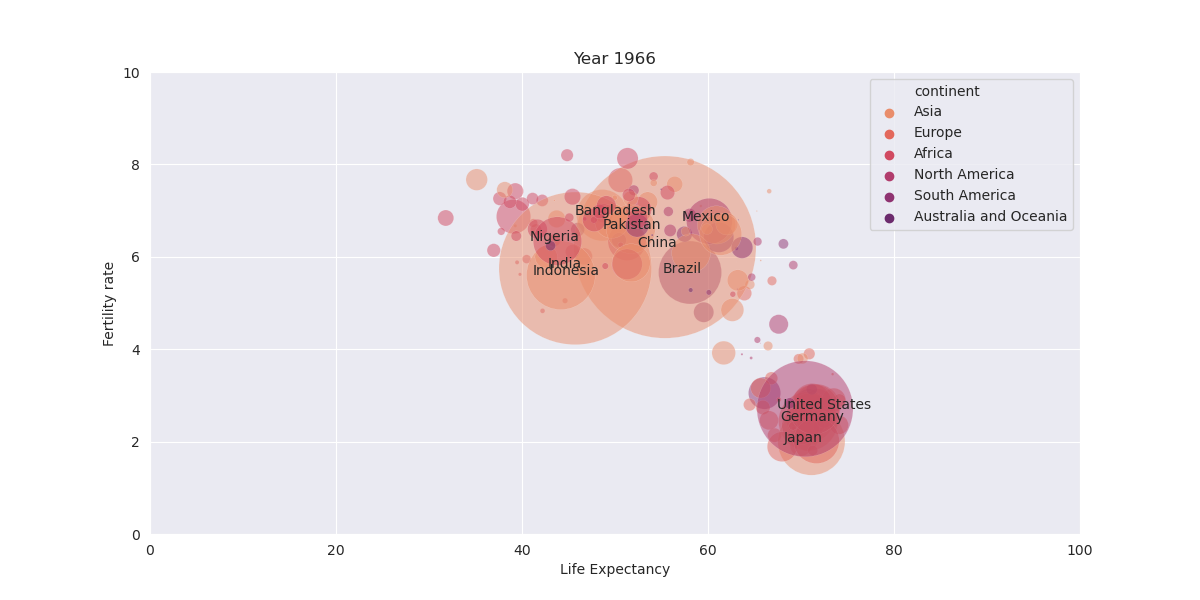 Year 1966
10
8
6
4
2
0
Fertility rate
0 20 40 60 80 100
Life Expectancy
continent
Asia
Europe
Africa
North America
South America
Australia and Oceania
Bangladesh
Mexico
Pakistan
Nigeria
China
India
Indonesia
Brazil
United States
Germany
Japan